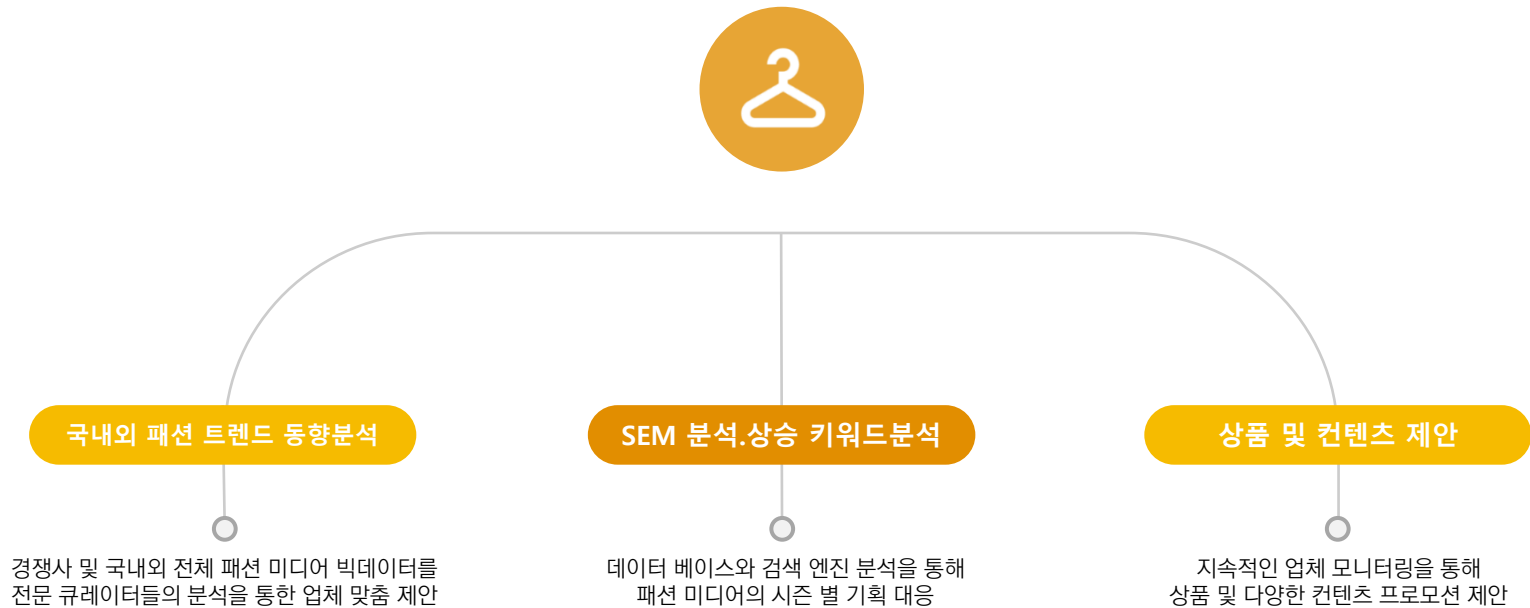 국내외 패션 트렌드 동향분석
SEM 분석.상승 키워드분석
상품 및 컨텐츠 제안
경쟁사 및 국내외 전체 패션 미디어 빅데이터를
전문 큐레이터들의 분석을 통한 업체 맞춤 제안
데이터 베이스와 검색 엔진 분석을 통해
패션 미디어의 시즌 별 기획 대응
지속적인 업체 모니터링을 통해
상품 및 다양한 컨텐츠 프로모션 제안